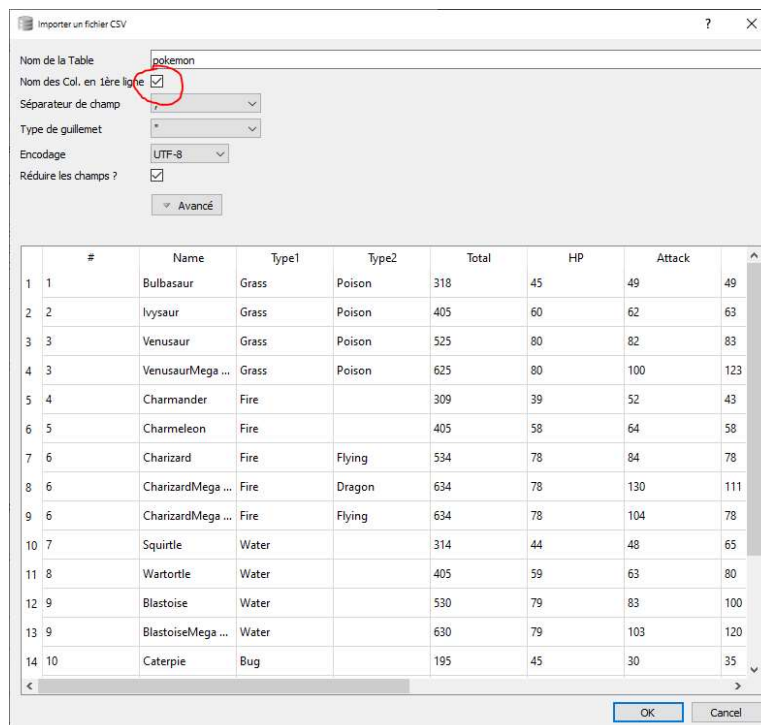 Importer un fichier CSV ? ×
Nom de la Table pokemon
Nom des Col. en 1ère ligne
Séparateur de champ ,
Type de guillemet "
Encodage UTF-8
Réduire les champs ?
Avancé
# Name Type1 Type2 Total HP Attack
1 1 Bulbasaur Grass Poison 318 45 49 49
2 2 Ivysaur Grass Poison 405 60 62 63
3 3 Venusaur Grass Poison 525 80 82 83
4 3 VenusaurMega ... Grass Poison 625 80 100 123
5 4 Charmander Fire 309 39 52 43
6 5 Charmeleon Fire 405 58 64 58
7 6 Charizard Fire Flying 534 78 84 78
8 6 CharizardMega ... Fire Dragon 634 78 130 111
9 6 CharizardMega ... Fire Flying 634 78 104 78
10 7 Squirtle Water 314 44 48 65
11 8 Wartortle Water 405 59 63 80
12 9 Blastoise Water 530 79 83 100
13 9 BlastoiseMega ... Water 630 79 103 120
14 10 Caterpie Bug 195 45 30 35
OK Cancel